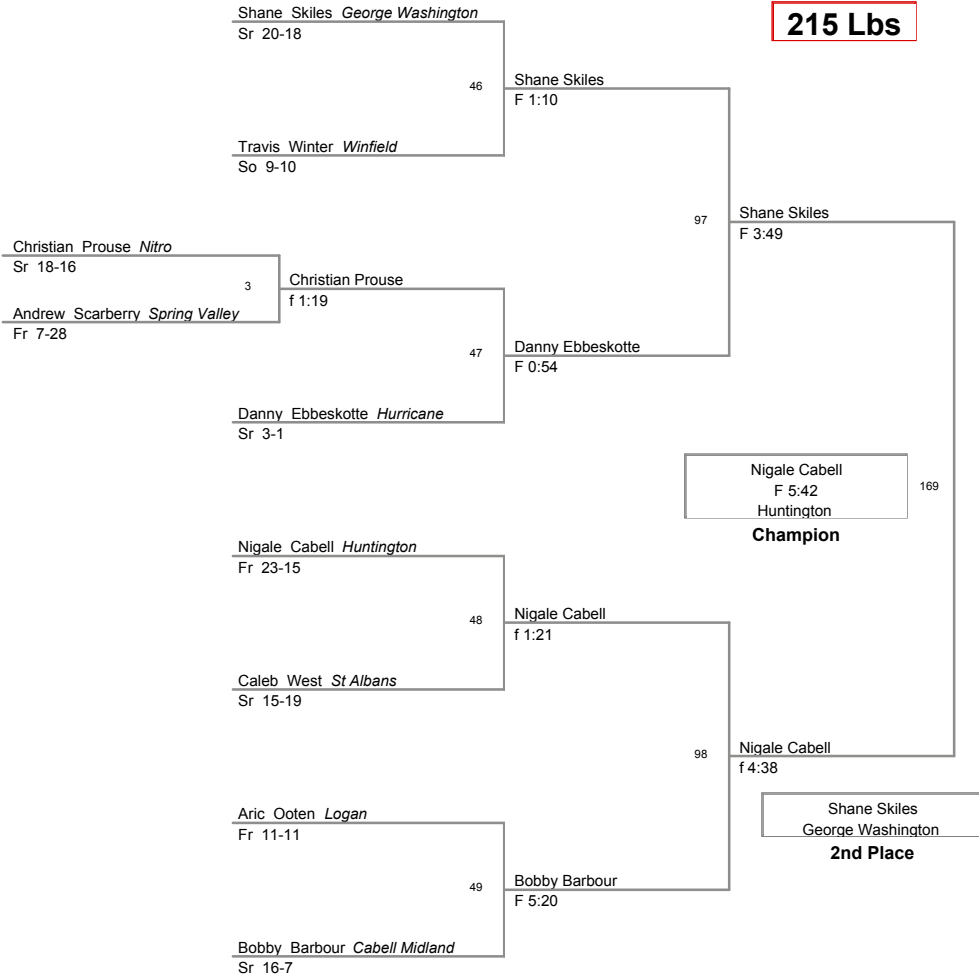 Shane Skiles George Washington
215 Lbs
Sr 20-18
46
Shane Skiles
F 1:10
Travis Winter Winfield
So 9-10
97
Shane Skiles
F 3:49
Christian Prouse Nitro
Sr 18-16
3
Christian Prouse
f 1:19
Andrew Scarberry Spring Valley
Fr 7-28
47
Danny Ebbeskotte
F 0:54
Danny Ebbeskotte Hurricane
Sr 3-1
Nigale Cabell
F 5:42
Huntington
Champion
169
Nigale Cabell Huntington
Fr 23-15
48
Nigale Cabell
f 1:21
Caleb West St Albans
Sr 15-19
98
Nigale Cabell
f 4:38
Aric Ooten Logan
Fr 11-11
Shane Skiles
George Washington
2nd Place
49
Bobby Barbour
F 5:20
Bobby Barbour Cabell Midland
Sr 16-7